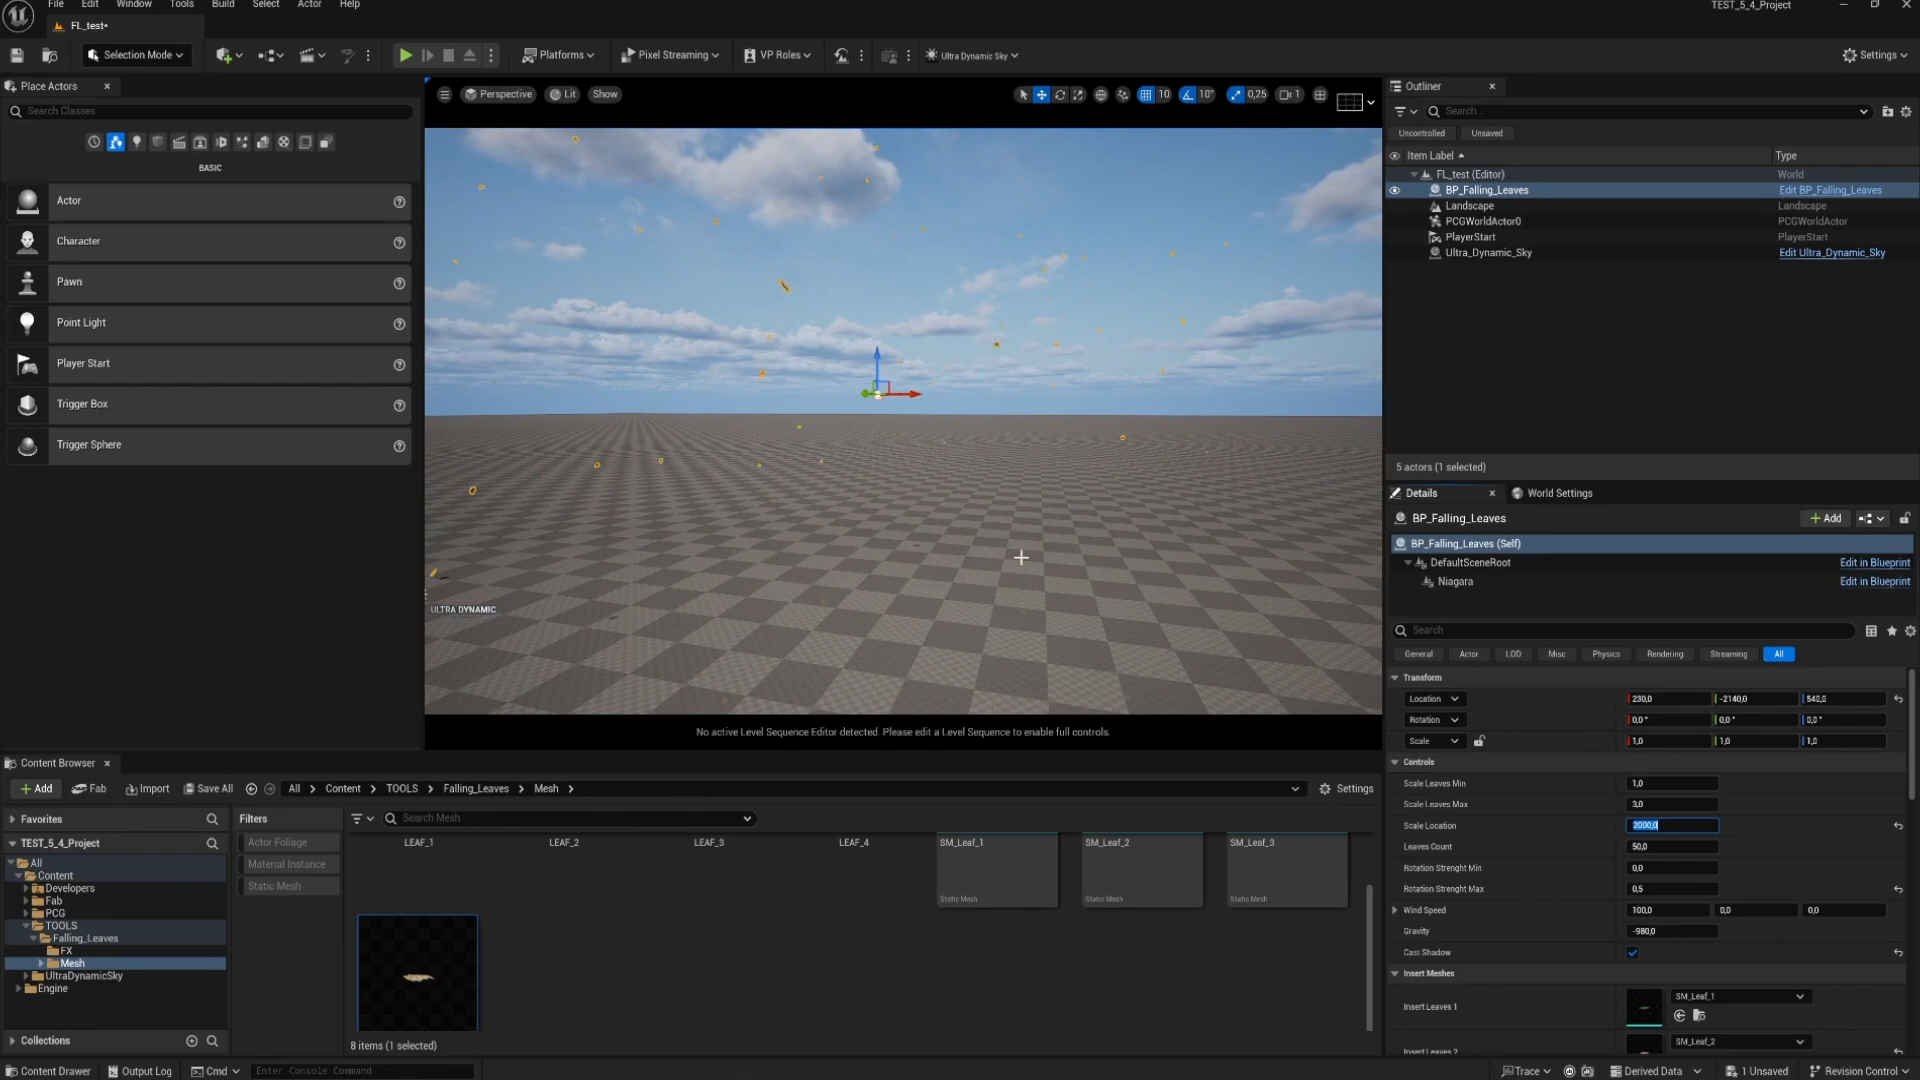 File Edit Window Tools Build Select Actor Help
TEST_5_4_Project
FL_test•
Selection Mode
Platforms
Pixel Streaming
VP Roles
Ultra Dynamic Sky
Settings
Place Actors
Search Classes
BASIC
Actor
Character
Pawn
Point Light
Player Start
Trigger Box
Trigger Sphere
Perspective
Lit
Show
10
10°
0,25
1
ULTRA DYNAMIC
No active Level Sequence Editor detected. Please edit a Level Sequence to enable full controls.
Outliner
Search...
Uncontrolled
Unsaved
Item Label
Type
FL_test (Editor) World
BP_Falling_Leaves Edit BP_Falling_Leaves
Landscape Landscape
PCGWorldActor0 PCGWorldActor
PlayerStart PlayerStart
Ultra_Dynamic_Sky Edit Ultra_Dynamic_Sky
5 actors (1 selected)
Details
World Settings
BP_Falling_Leaves
Add
BP_Falling_Leaves (Self)
DefaultSceneRoot Edit in Blueprint
Niagara Edit in Blueprint
Search
General Actor LOD Misc Physics Rendering Streaming All
Transform
Location 230,0 -2140,0 540,0
Rotation 0,0° 0,0° 0,0°
Scale 1,0 1,0 1,0
Controls
Scale Leaves Min 1,0
Scale Leaves Max 3,0
Scale Location 2000,0
Leaves Count 50,0
Rotation Strenght Min 0,0
Rotation Strenght Max 0,5
Wind Speed 100,0 0,0 0,0
Gravity -980,0
Cast Shadow
Insert Meshes
Insert Leaves 1 SM_Leaf_1
Insert Leaves 2 SM_Leaf_2
Content Browser
Add
Fab
Import
Save All
All > Content > TOOLS > Falling_Leaves > Mesh >
Settings
Favorites
TEST_5_4_Project
All
Content
Developers
Fab
PCG
TOOLS
Falling_Leaves
FX
Mesh
UltraDynamicSky
Engine
Collections
Filters
Actor Foliage
Material Instance
Static Mesh
Search Mesh
LEAF_1
LEAF_2
LEAF_3
LEAF_4
SM_Leaf_1
Static Mesh
SM_Leaf_2
Static Mesh
SM_Leaf_3
Static Mesh
8 items (1 selected)
Content Drawer
Output Log
Cmd
Enter Console Command
Trace
Derived Data
1 Unsaved
Revision Control